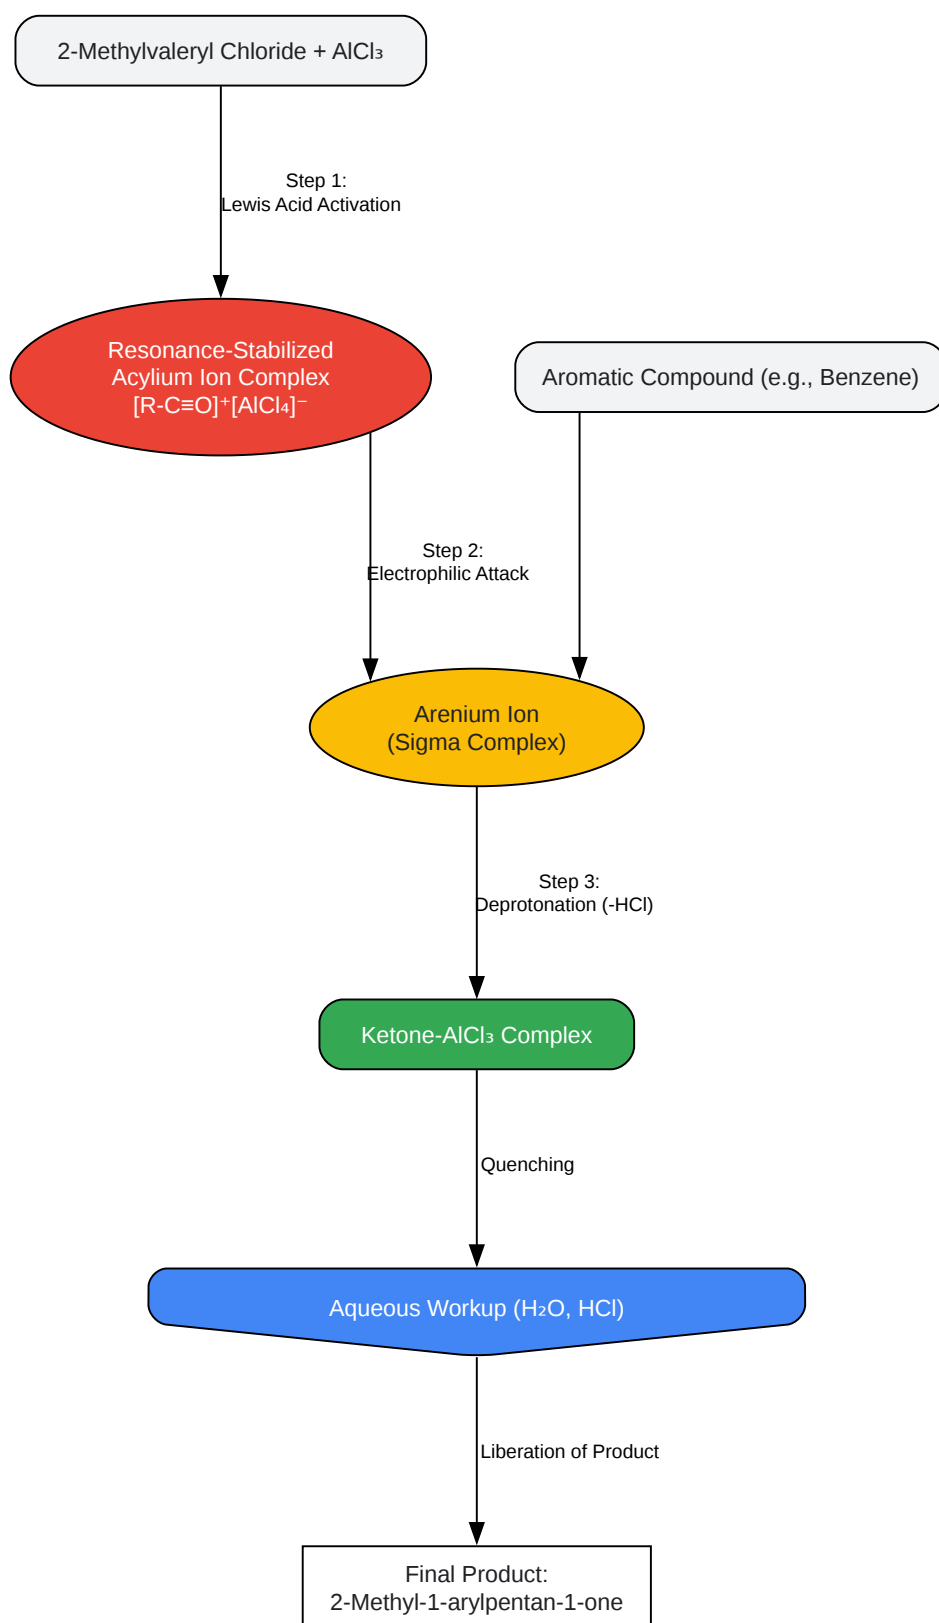 2-Methylvaleryl Chloride + AlCl₃
Step 1:
Lewis Acid Activation
Resonance-Stabilized
Acylium Ion Complex
[R-C≡O]⁺[AlCl₄]⁻
Aromatic Compound (e.g., Benzene)
Step 2:
Electrophilic Attack
Arenium Ion
(Sigma Complex)
Step 3:
Deprotonation (-HCl)
Ketone-AlCl₃ Complex
Quenching
Aqueous Workup (H₂O, HCl)
Liberation of Product
Final Product:
2-Methyl-1-arylpentan-1-one